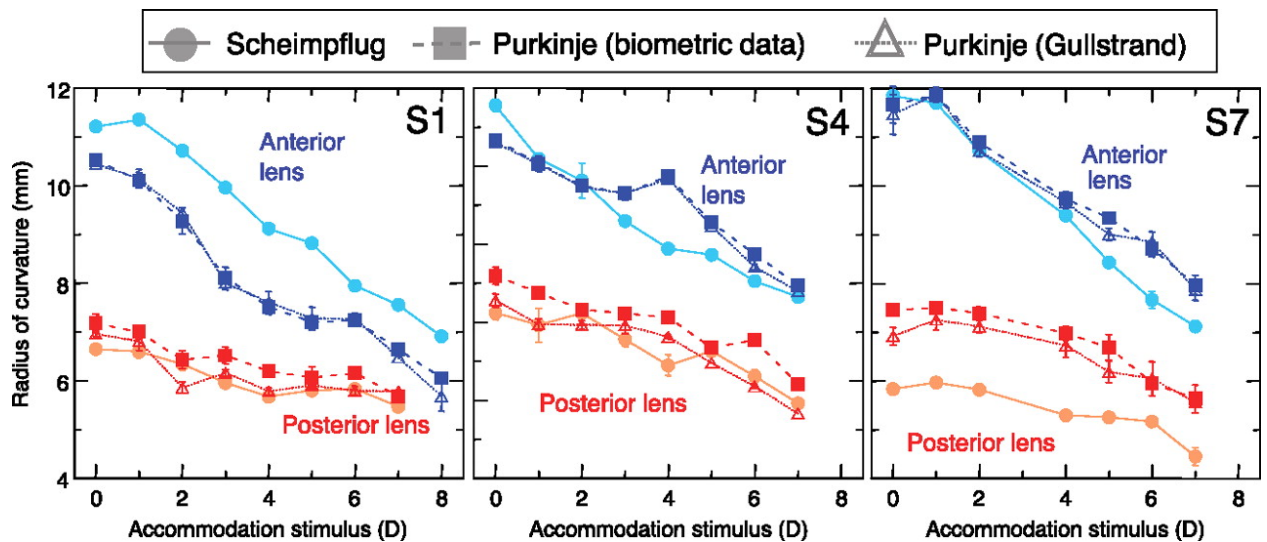 Scheimpflug Purkinje (biometric data) Purkinje (Gullstrand)
Radius of curvature (mm)
12
10
8
6
4
S1
Anterior
lens
Posterior lens
0 2 4 6 8
Accommodation stimulus (D)
S4
Anterior
lens
Posterior lens
0 2 4 6 8
Accommodation stimulus (D)
S7
Anterior
lens
Posterior lens
0 2 4 6 8
Accommodation stimulus (D)